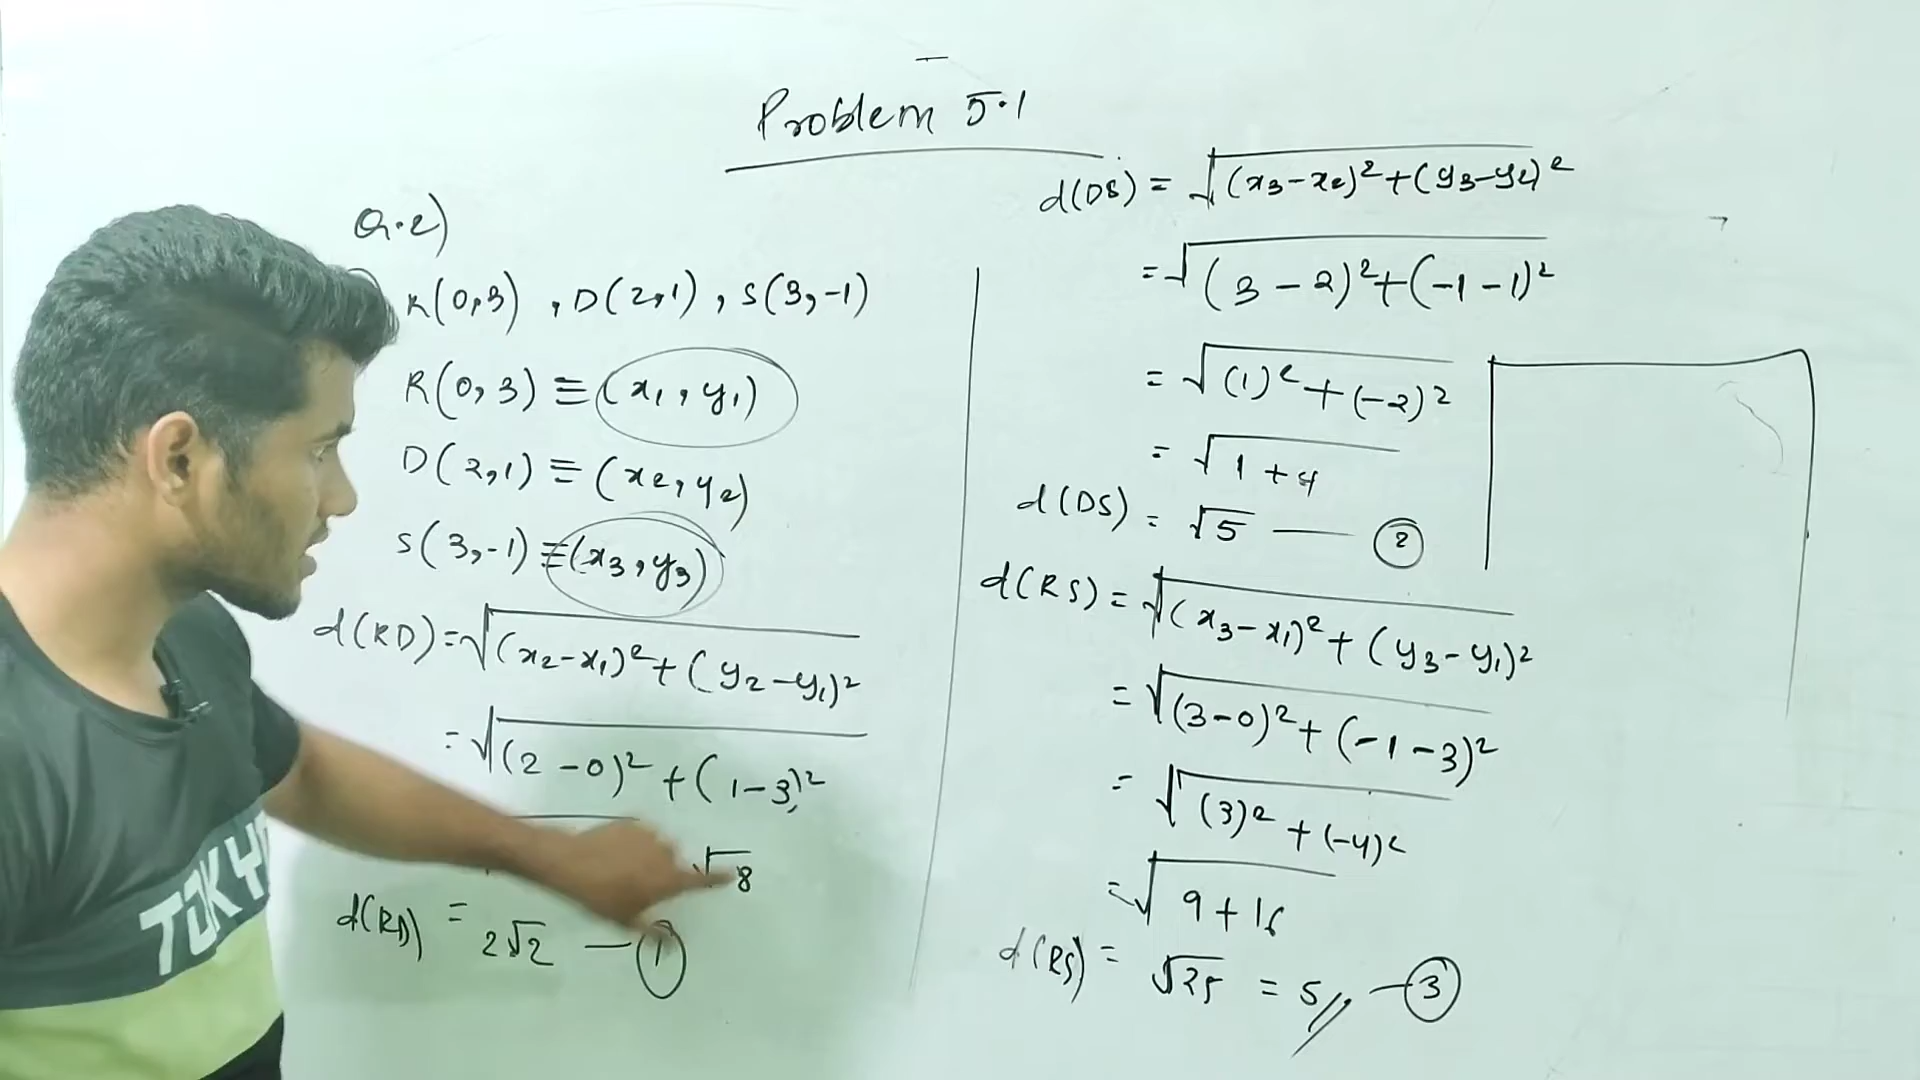 Problem 5.1
Q.2)
R(0,3) , D(2,1) , S(3,-1)
R(0,3) ≡ (x₁, y₁)
D(2,1) ≡ (x₂, y₂)
S(3,-1) ≡ (x₃, y₃)
d(RD) = √(x₂-x₁)²+(y₂-y₁)²
= √(2-0)²+(1-3)²
√8
d(RD) = 2√2 — ①
d(DS) = √(x₃-x₂)²+(y₃-y₂)²
= √(3-2)²+(-1-1)²
= √(1)²+(-2)²
= √1+4
d(DS) = √5 — ②
d(RS) = √(x₃-x₁)²+(y₃-y₁)²
= √(3-0)²+(-1-3)²
= √(3)²+(-4)²
= √9+16
d(RS) = √25 = 5 — ③
TOKY